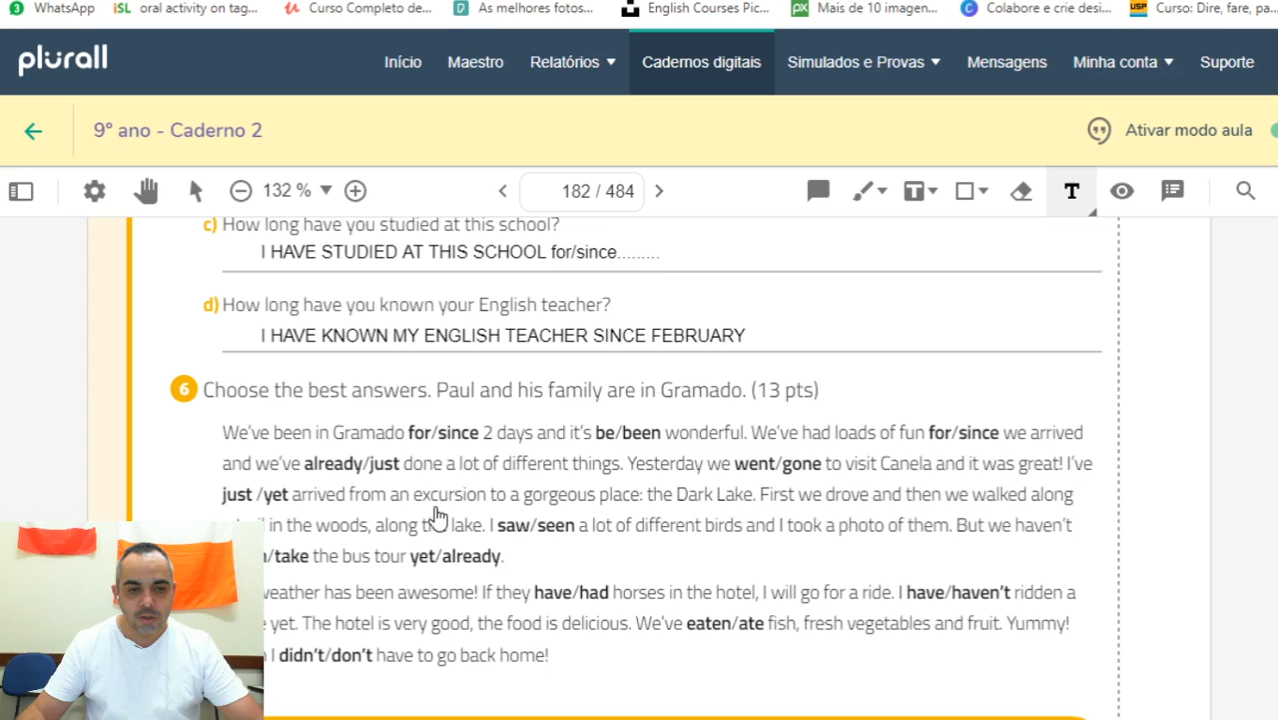 WhatsApp oral activity on tag... Curso Completo de... As melhores fotos... English Courses Pic... Mais de 10 imagen... Colabore e crie desi... Curso: Dire, fare, pa...
plurall Início Maestro Relatórios Cadernos digitais Simulados e Provas Mensagens Minha conta Suporte
9º ano - Caderno 2 Ativar modo aula
132 % 182 / 484 T
c) How long have you studied at this school?
I HAVE STUDIED AT THIS SCHOOL for/since.........
d) How long have you known your English teacher?
I HAVE KNOWN MY ENGLISH TEACHER SINCE FEBRUARY
6 Choose the best answers. Paul and his family are in Gramado. (13 pts)
We've been in Gramado for/since 2 days and it's be/been wonderful. We've had loads of fun for/since we arrived
and we've already/just done a lot of different things. Yesterday we went/gone to visit Canela and it was great! I've
just /yet arrived from an excursion to a gorgeous place: the Dark Lake. First we drove and then we walked along
in the woods, along the lake. I saw/seen a lot of different birds and I took a photo of them. But we haven't
/take the bus tour yet/already.
weather has been awesome! If they have/had horses in the hotel, I will go for a ride. I have/haven't ridden a
yet. The hotel is very good, the food is delicious. We've eaten/ate fish, fresh vegetables and fruit. Yummy!
I didn't/don't have to go back home!